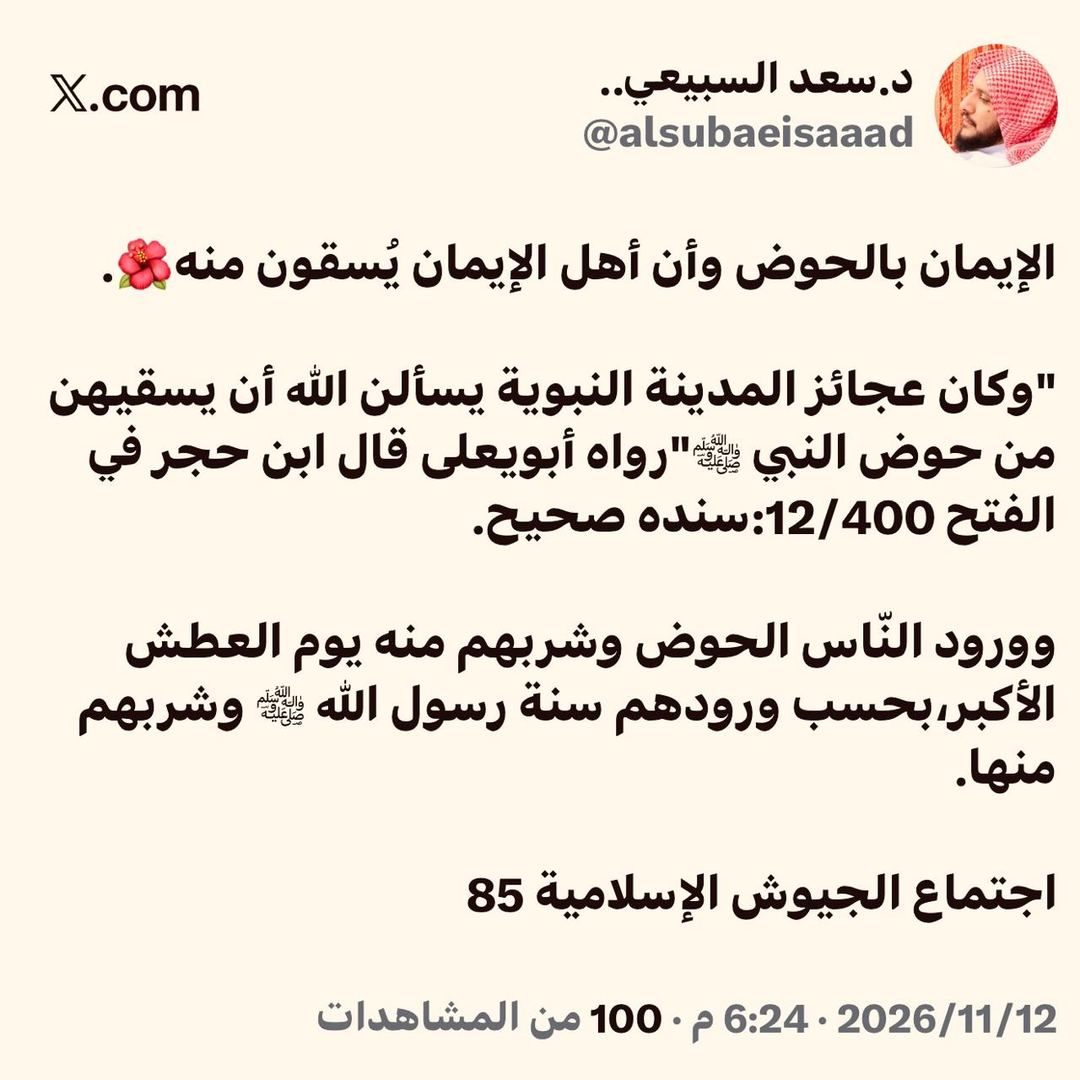 د.سعد السبيعي..
@alsubaeisaaad
𝕏.com
الإيمان بالحوض وأن أهل الإيمان يُسقون منه🌺.
"وكان عجائز المدينة النبوية يسألن الله أن يسقيهن
من حوض النبي ﷺ"رواه أبويعلى قال ابن حجر في
الفتح 12/400:سنده صحيح.
وورود النّاس الحوض وشربهم منه يوم العطش
الأكبر،بحسب ورودهم سنة رسول الله ﷺ وشربهم
منها.
اجتماع الجيوش الإسلامية 85
2026/11/12 · 6:24 م · 100 من المشاهدات